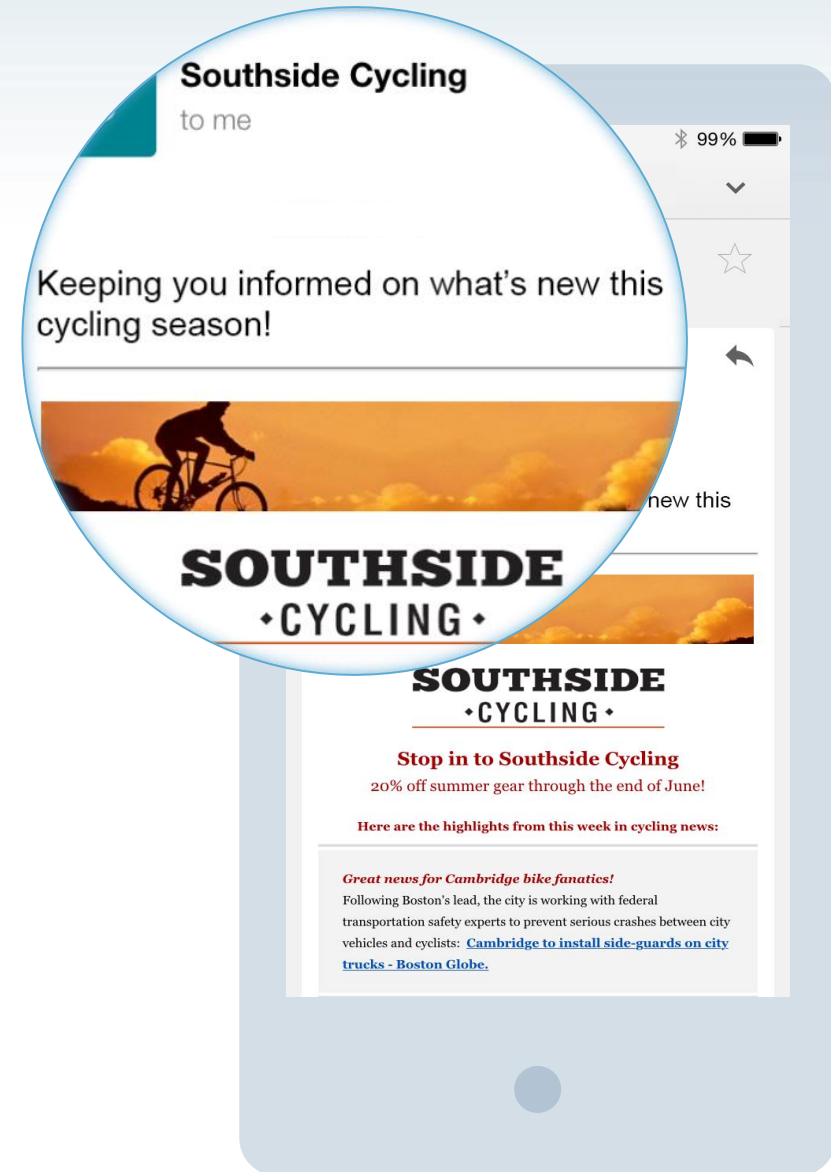 Southside Cycling
to me
99%
Keeping you informed on what's new this
cycling season!
new this
SOUTHSIDE
•CYCLING•
SOUTHSIDE
•CYCLING•
Stop in to Southside Cycling
20% off summer gear through the end of June!
Here are the highlights from this week in cycling news:
Great news for Cambridge bike fanatics!
Following Boston's lead, the city is working with federal
transportation safety experts to prevent serious crashes between city
vehicles and cyclists: Cambridge to install side-guards on city
trucks - Boston Globe.